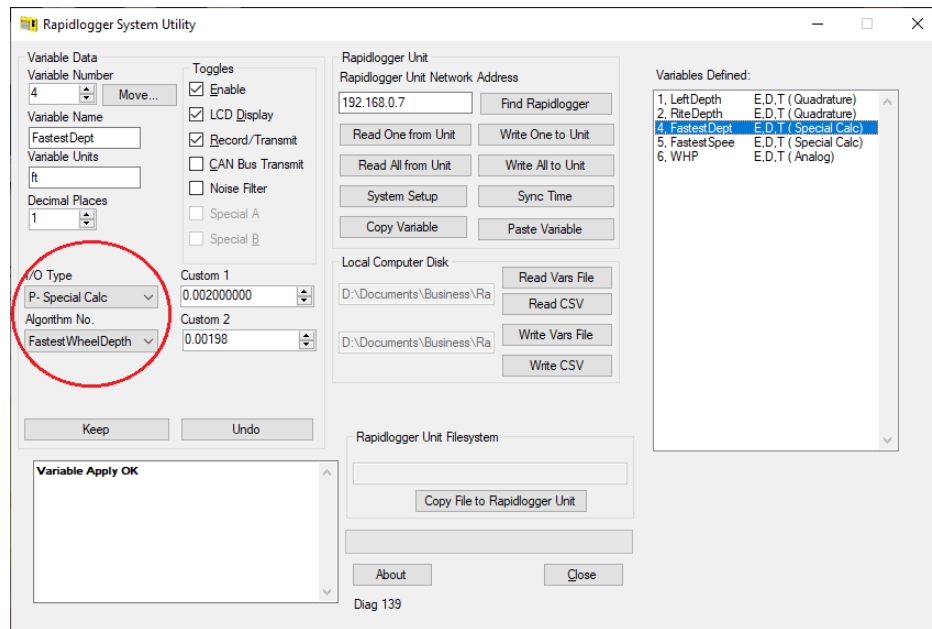 Rapidlogger System Utility
Variable Data
Variable Number
4
Move...
Variable Name
FastestDept
Variable Units
ft
Decimal Places
1
Toggles
Enable
LCD Display
Record/Transmit
CAN Bus Transmit
Noise Filter
Special A
Special B
I/O Type
P- Special Calc
Algorithm No.
FastestWheelDepth
Custom 1
0.002000000
Custom 2
0.00198
Keep
Undo
Variable Apply OK
Rapidlogger Unit
Rapidlogger Unit Network Address
192.168.0.7
Find Rapidlogger
Read One from Unit
Write One to Unit
Read All from Unit
Write All to Unit
System Setup
Sync Time
Copy Variable
Paste Variable
Local Computer Disk
D:\Documents\Business\Ra
Read Vars File
Read CSV
D:\Documents\Business\Ra
Write Vars File
Write CSV
Rapidlogger Unit Filesystem
Copy File to Rapidlogger Unit
About
Close
Diag 139
Variables Defined:
1, LeftDepth E,D,T ( Quadrature)
2, RiteDepth E,D,T ( Quadrature)
4, FastestDept E,D,T ( Special Calc)
5, FastestSpee E,D,T ( Special Calc)
6, WHP E,D,T ( Analog)